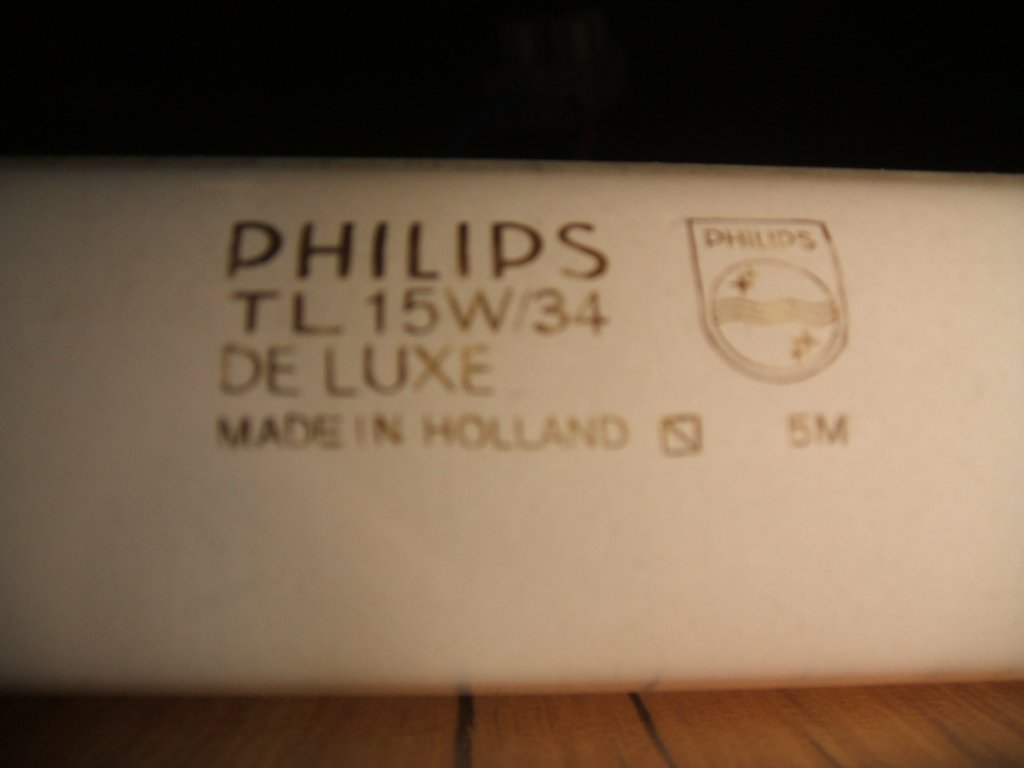 PHILIPS
TL 15W/34
DE LUXE
MADE IN HOLLAND 5M
PHILIPS